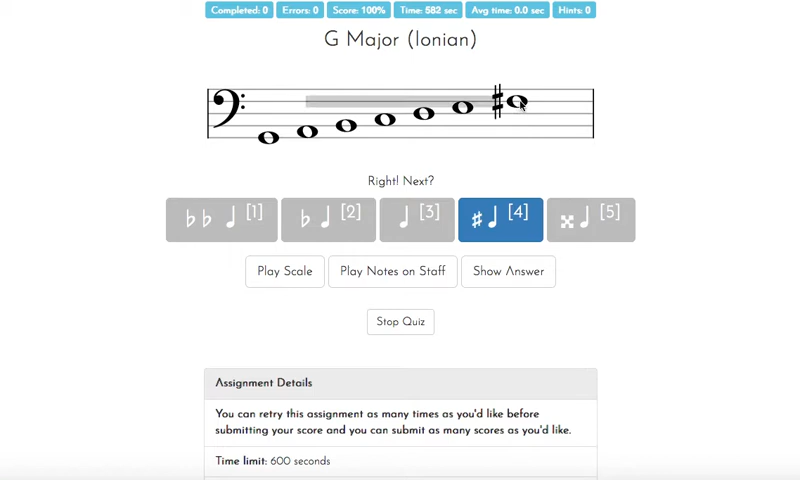 Completed: 0 Errors: 0 Score: 100% Time: 582 sec Avg time: 0.0 sec Hints: 0
G Major (Ionian)
Right! Next?
♭♭ ♩ [1] ♭ ♩ [2] ♩ [3] ♯ ♩ [4] 𝄪 ♩ [5]
Play Scale Play Notes on Staff Show Answer
Stop Quiz
Assignment Details
You can retry this assignment as many times as you'd like before
submitting your score and you can submit as many scores as you'd like.
Time limit: 600 seconds